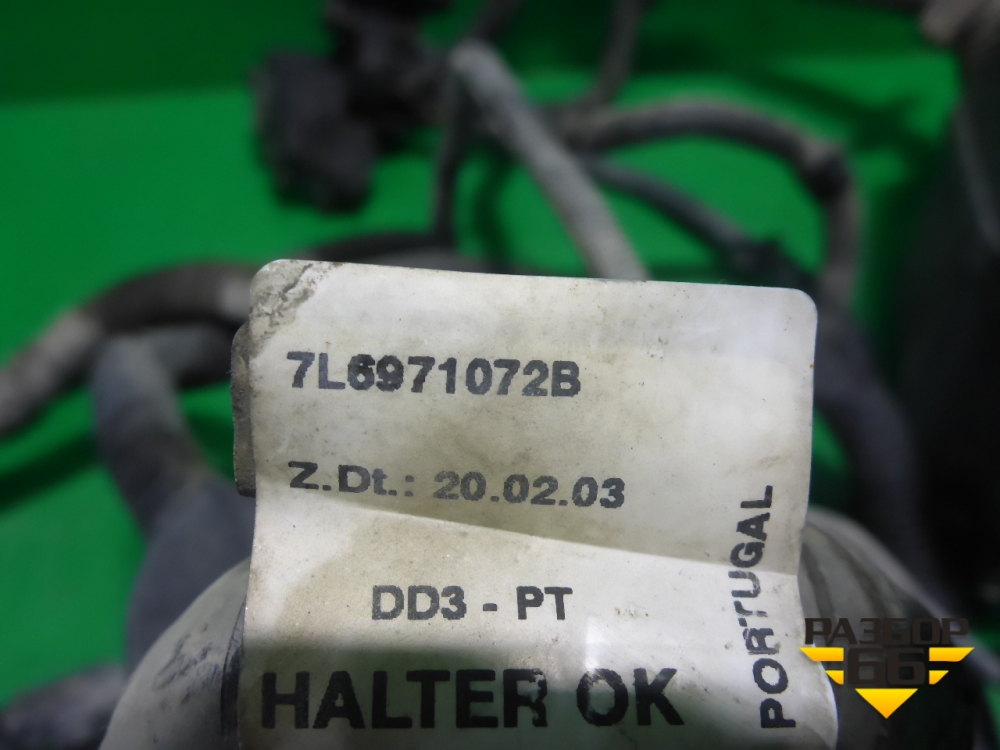 7L6971072B
Z.Dt.: 20.02.03
DD3 - PT
HALTER OK
PORTUGAL
РАЗБОР
66